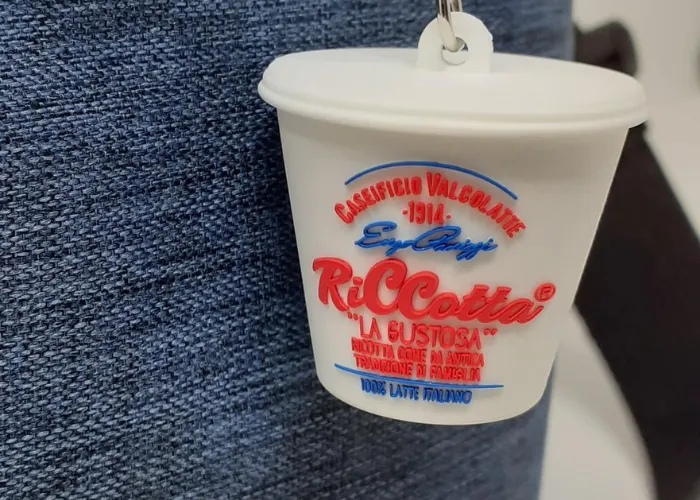 CASEIFICIO VALCOLATTE
-1914-
RiCCotta®
"LA GUSTOSA"
RICOTTA COME DA ANTICA
TRADIZIONE DI FAMIGLIA
100% LATTE ITALIANO